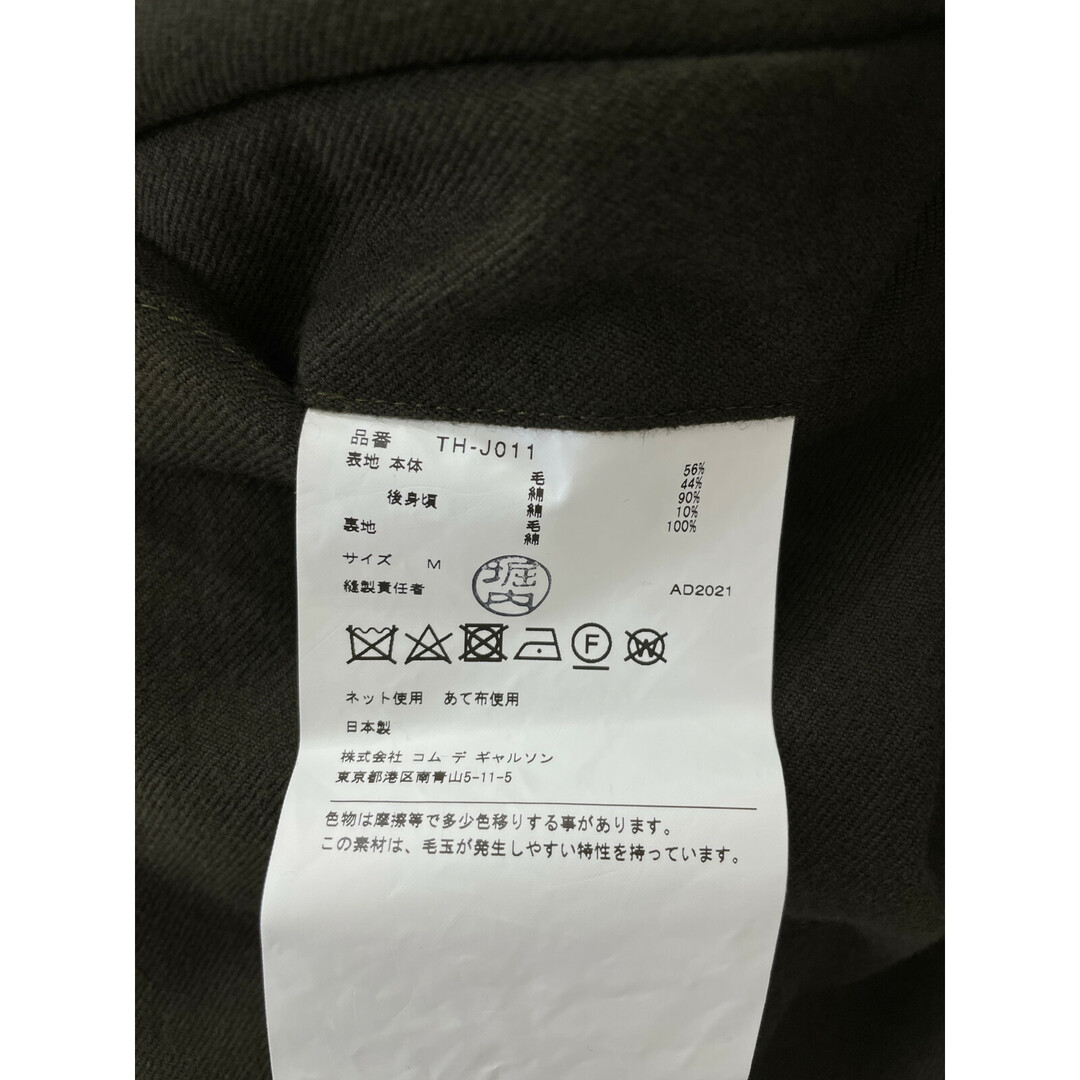 品番 TH-J011
表地 本体 毛 56%
綿 44%
後身頃 綿 90%
毛 10%
裏地 綿 100%
サイズ M
縫製責任者 堀内 AD2021
F W
ネット使用 あて布使用
日本製
株式会社 コム デ ギャルソン
東京都港区南青山5-11-5
色物は摩擦等で多少色移りする事があります。
この素材は、毛玉が発生しやすい特性を持っています。